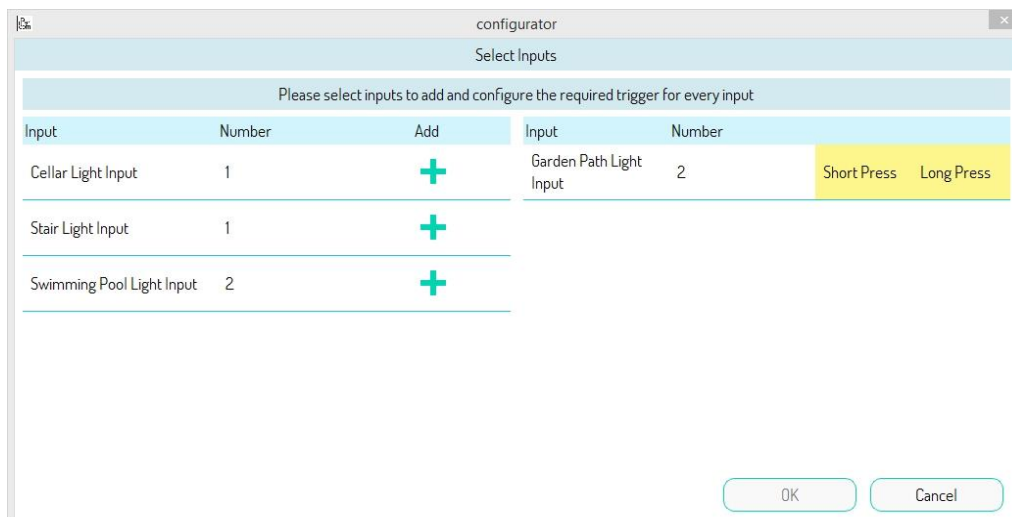 configurator
Select Inputs
Please select inputs to add and configure the required trigger for every input
Input Number Add
Cellar Light Input 1
Stair Light Input 1
Swimming Pool Light Input 2
Input Number
Garden Path Light
Input
2 Short Press Long Press
OK Cancel